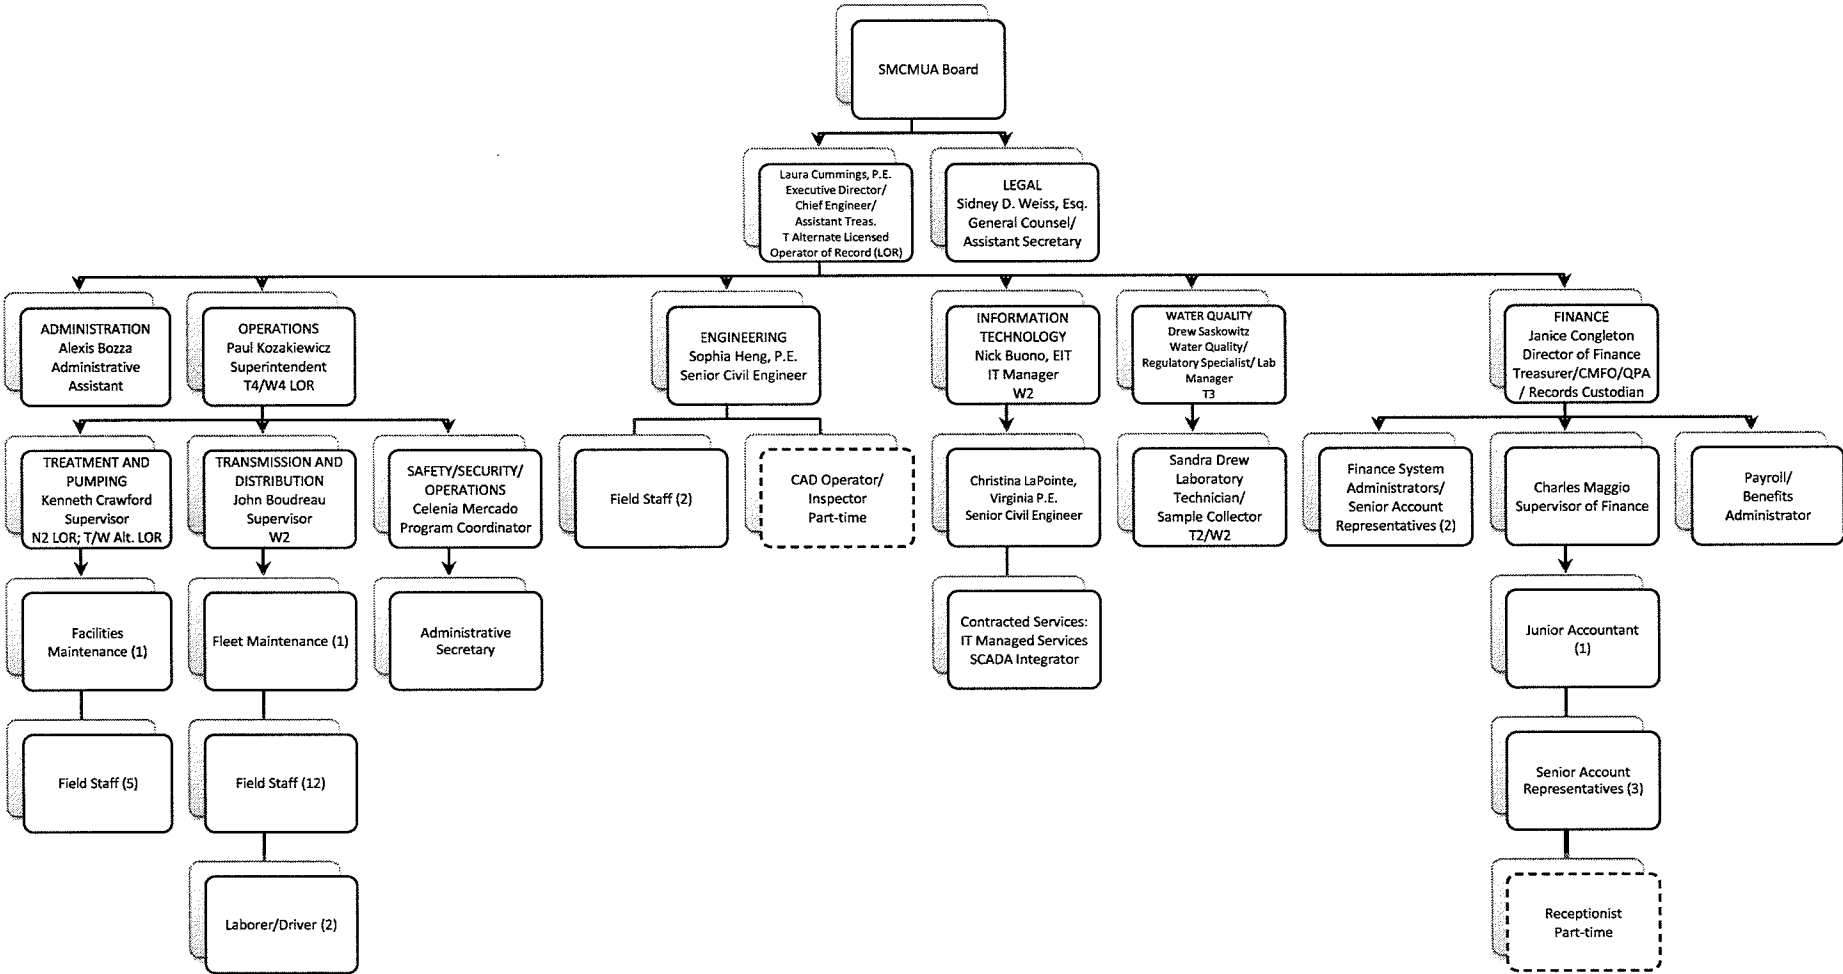 SMCMUA Board
Laura Cummings, P.E.
Executive Director/
Chief Engineer/
Assistant Treas.
T Alternate Licensed
Operator of Record (LOR)
LEGAL
Sidney D. Weiss, Esq.
General Counsel/
Assistant Secretary
ADMINISTRATION
Alexis Bozza
Administrative
Assistant
OPERATIONS
Paul Kozakiewicz
Superintendent
T4/W4 LOR
ENGINEERING
Sophia Heng, P.E.
Senior Civil Engineer
INFORMATION
TECHNOLOGY
Nick Buono, EIT
IT Manager
W2
WATER QUALITY
Drew Saskowitz
Water Quality/
Regulatory Specialist/ Lab
Manager
T3
FINANCE
Janice Congleton
Director of Finance
Treasurer/CMFO/QPA
/ Records Custodian
TREATMENT AND
PUMPING
Kenneth Crawford
Supervisor
N2 LOR; T/W Alt. LOR
TRANSMISSION AND
DISTRIBUTION
John Boudreau
Supervisor
W2
SAFETY/SECURITY/
OPERATIONS
Celenia Mercado
Program Coordinator
Field Staff (2)
CAD Operator/
Inspector
Part-time
Christina LaPointe,
Virginia P.E.
Senior Civil Engineer
Sandra Drew
Laboratory
Technician/
Sample Collector
T2/W2
Finance System
Administrators/
Senior Account
Representatives (2)
Charles Maggio
Supervisor of Finance
Payroll/
Benefits
Administrator
Facilities
Maintenance (1)
Fleet Maintenance (1)
Administrative
Secretary
Contracted Services:
IT Managed Services
SCADA Integrator
Junior Accountant
(1)
Field Staff (5)
Field Staff (12)
Senior Account
Representatives (3)
Laborer/Driver (2)
Receptionist
Part-time